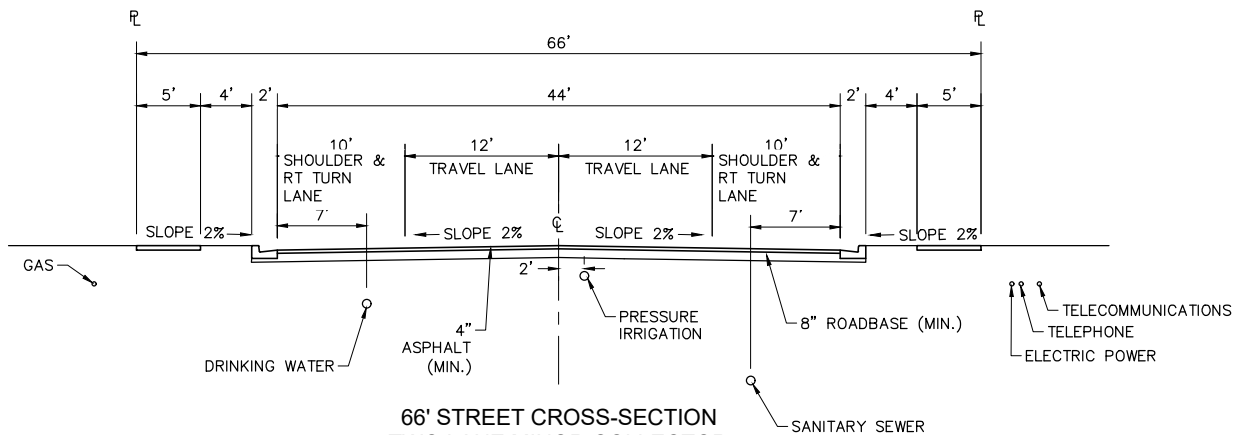 PL
PL
66'
5'
4'
2'
44'
2'
4'
5'
10'
12'
12'
10'
SHOULDER &
RT TURN
LANE
TRAVEL LANE
TRAVEL LANE
SHOULDER &
RT TURN
LANE
7'
7'
CL
SLOPE 2%
SLOPE 2%
SLOPE 2%
SLOPE 2%
GAS
2'
DRINKING WATER
4"
ASPHALT
(MIN.)
PRESSURE
IRRIGATION
8" ROADBASE (MIN.)
TELECOMMUNICATIONS
TELEPHONE
ELECTRIC POWER
SANITARY SEWER
66' STREET CROSS-SECTION